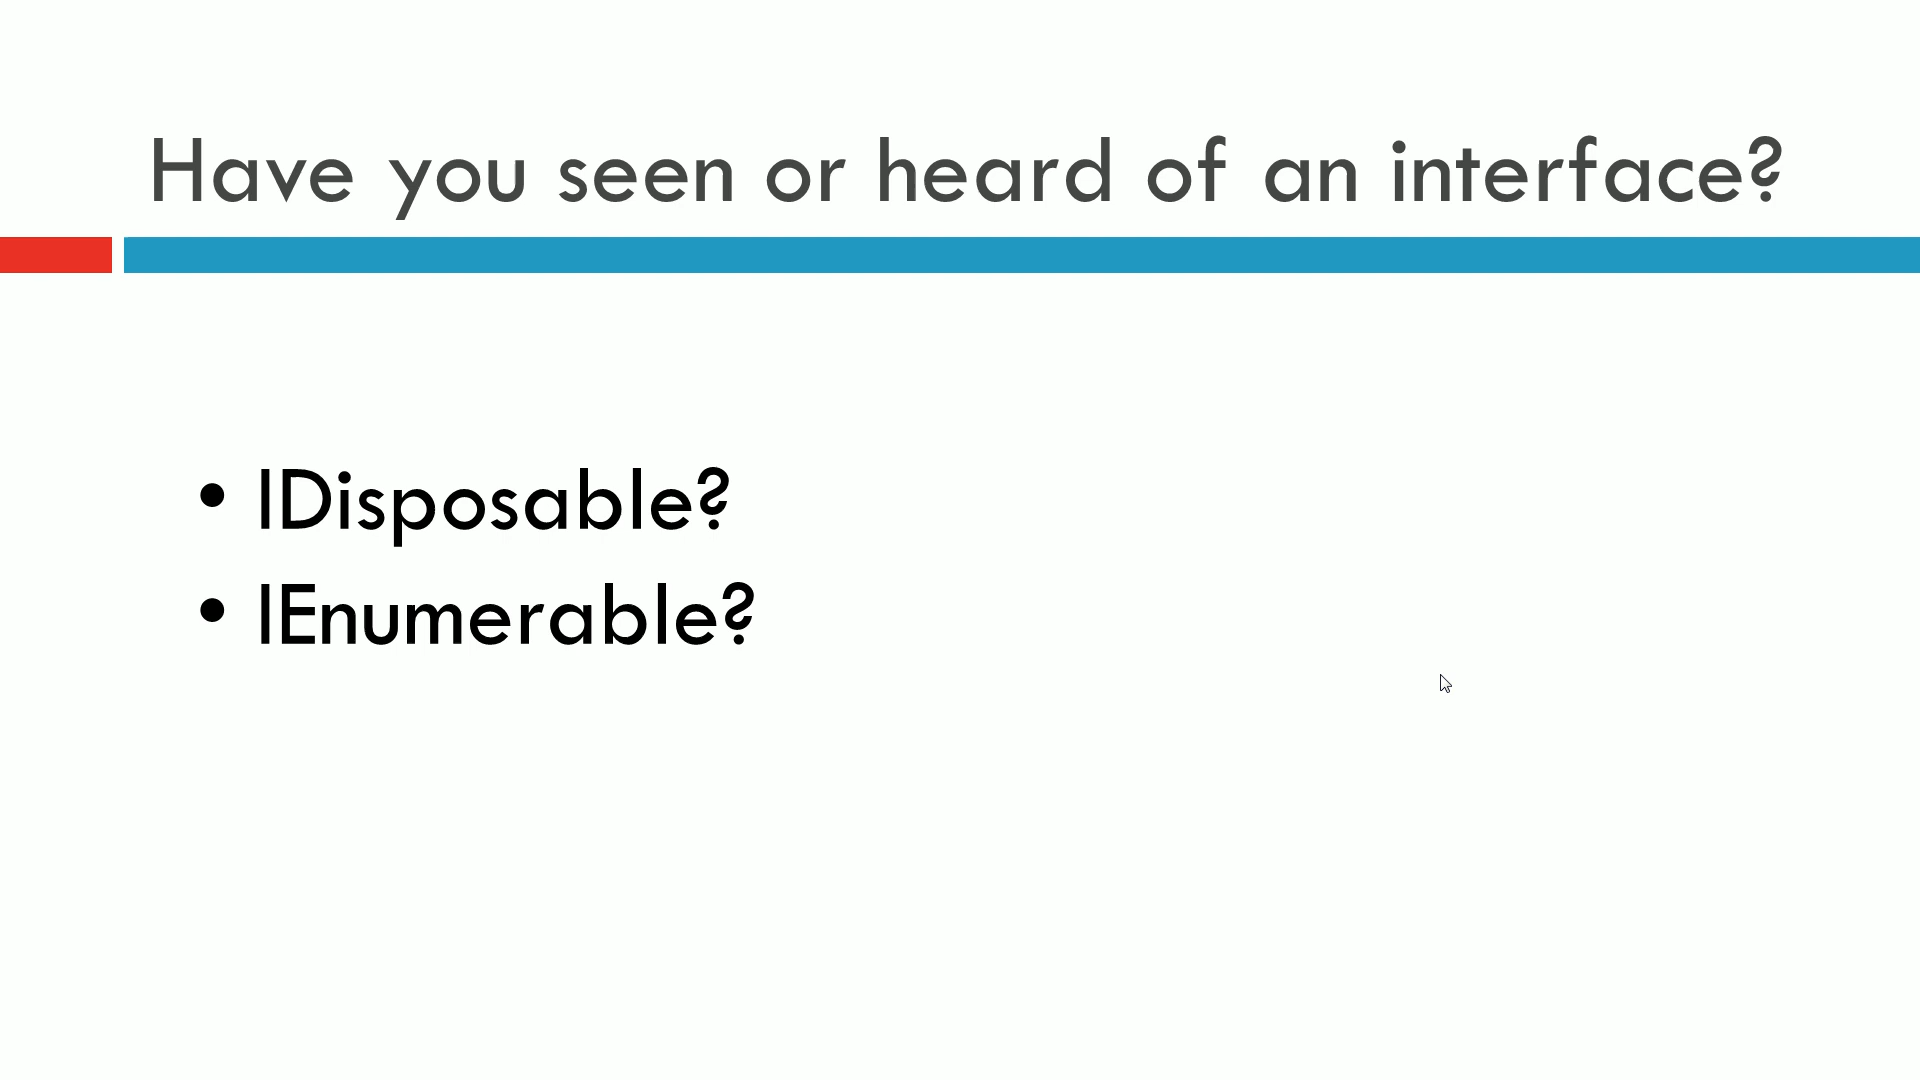 Have you seen or heard of an interface?
• IDisposable?
• IEnumerable?